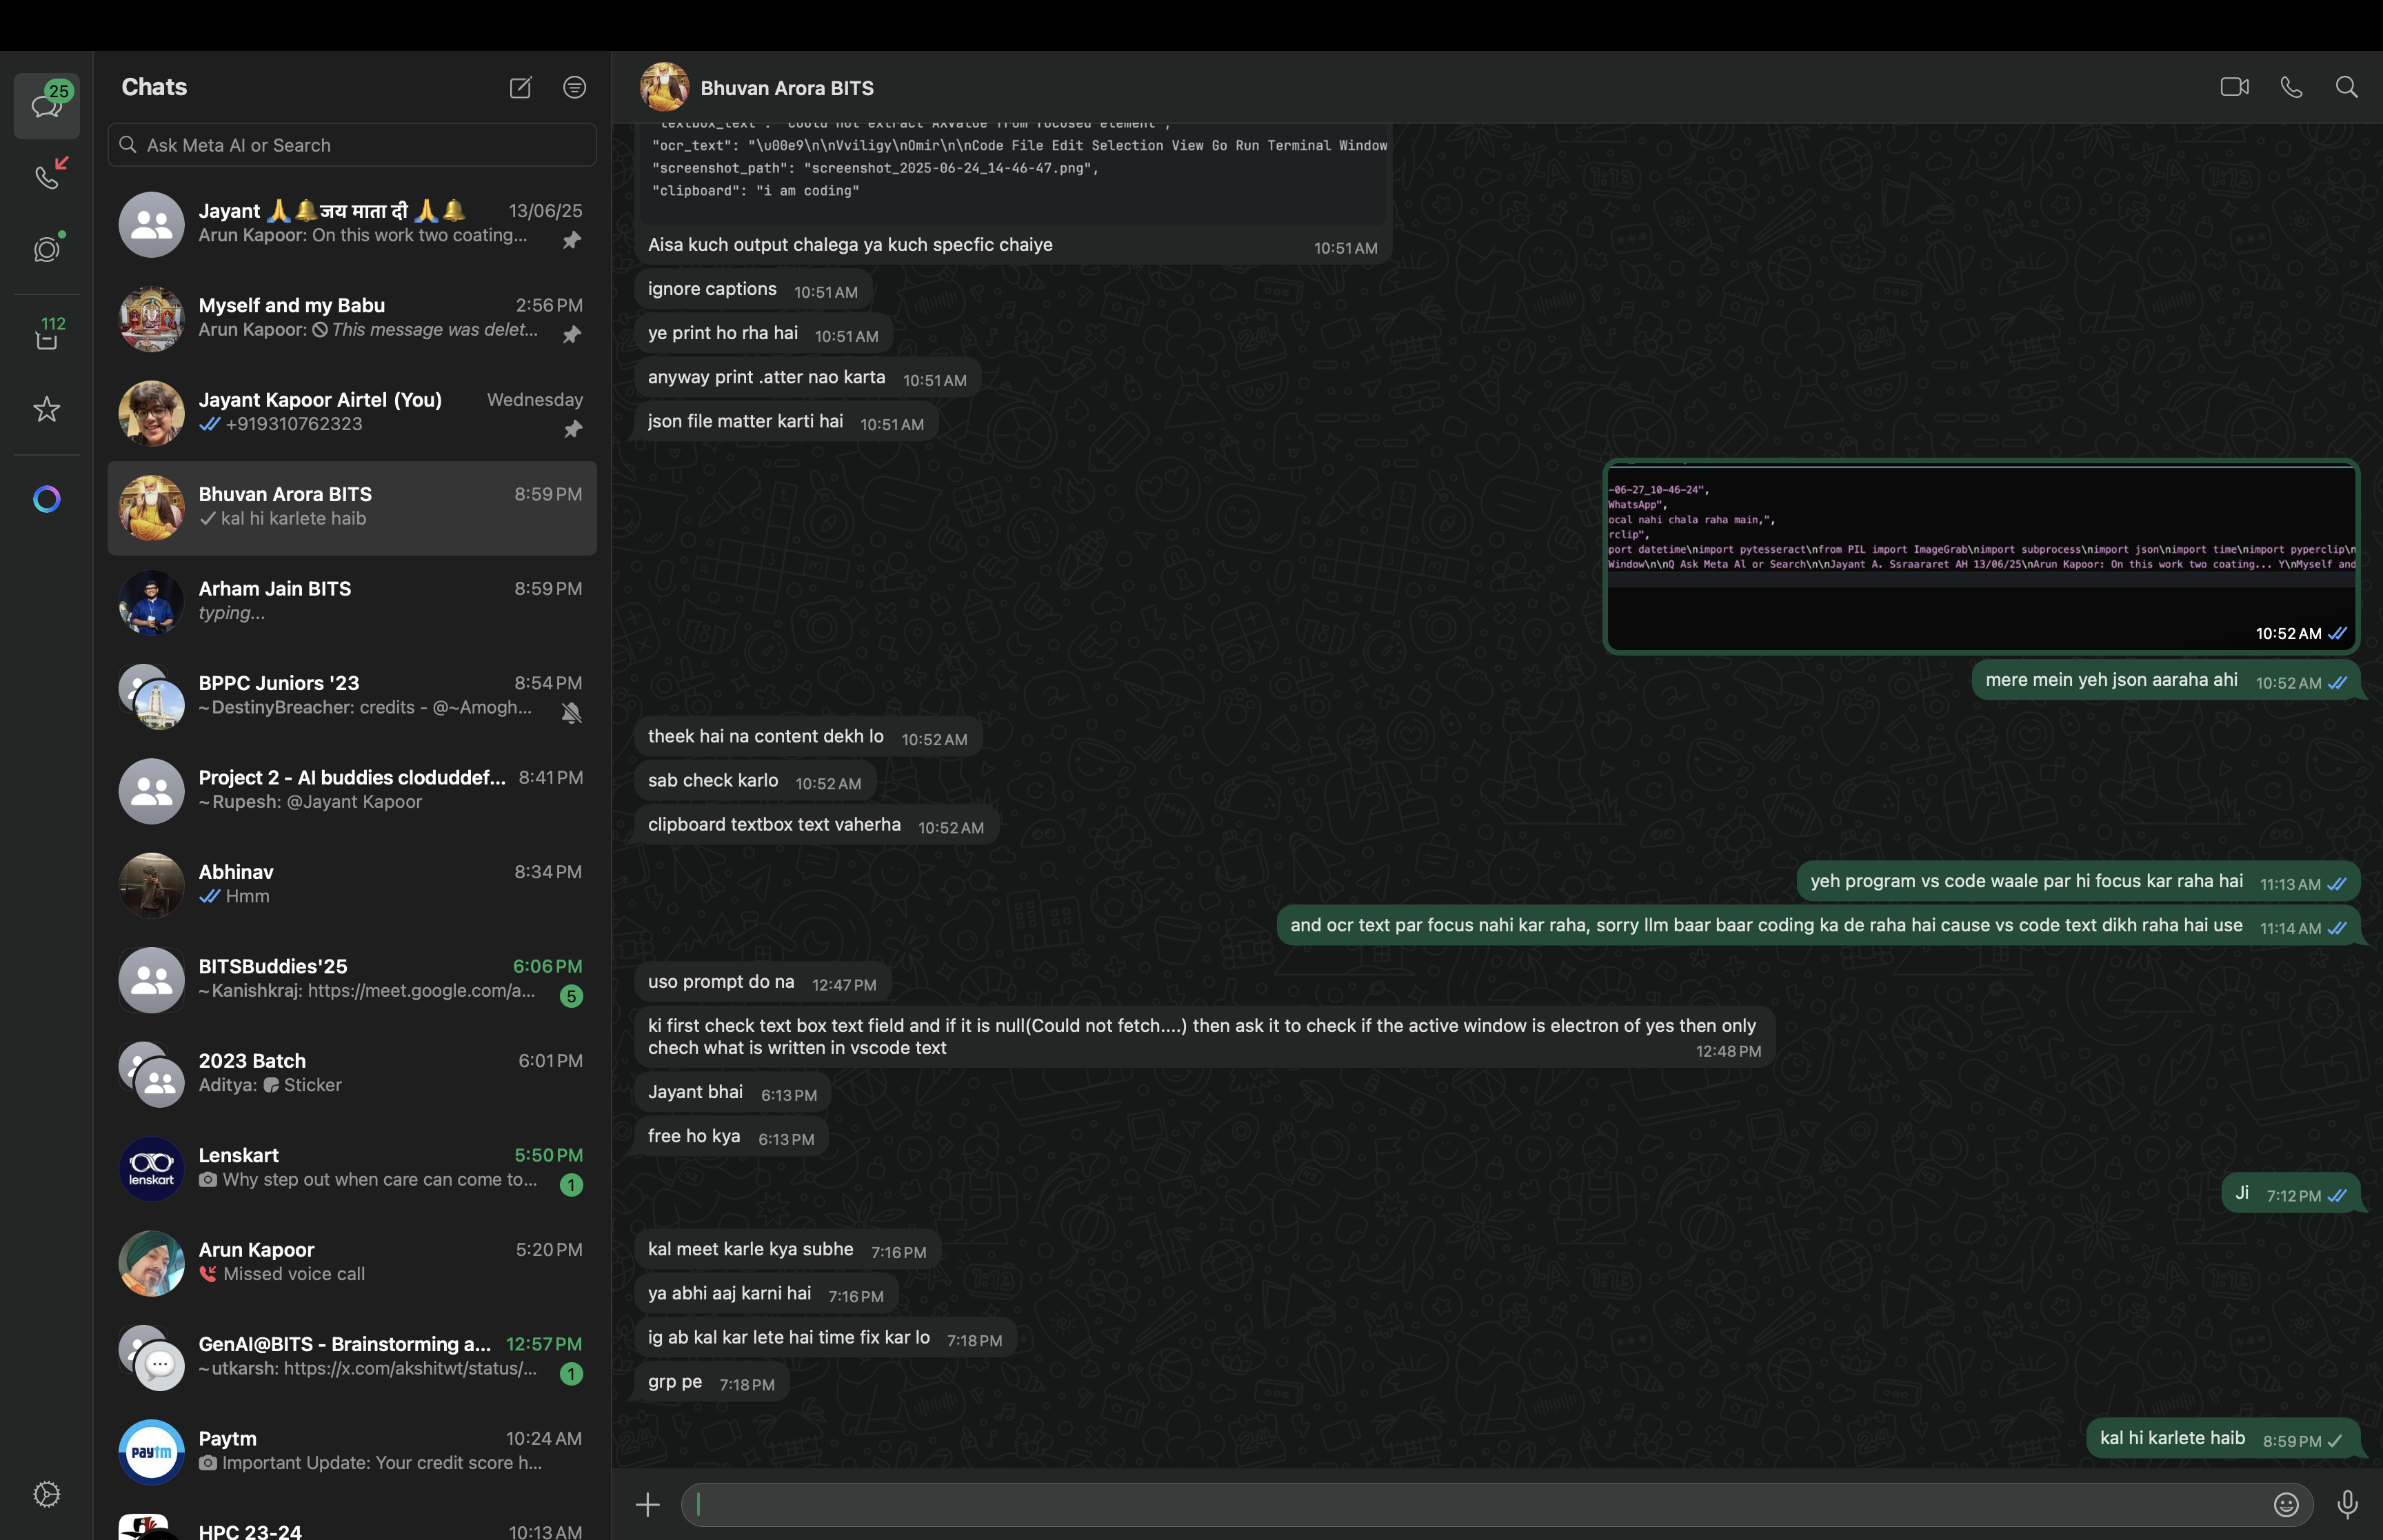 25
112
Chats
Ask Meta AI or Search
Jayant 🙏🔔जय माता दी 🙏🔔 13/06/25
Arun Kapoor: On this work two coating...
Myself and my Babu 2:56 PM
Arun Kapoor: This message was delet...
Jayant Kapoor Airtel (You) Wednesday
+919310762323
Bhuvan Arora BITS 8:59 PM
kal hi karlete haib
Arham Jain BITS 8:59 PM
typing...
BPPC Juniors '23 8:54 PM
~DestinyBreacher: credits - @~Amogh...
Project 2 - AI buddies cloduddef... 8:41 PM
~Rupesh: @Jayant Kapoor
Abhinav 8:34 PM
Hmm
BITSBuddies'25 6:06 PM
~Kanishkraj: https://meet.google.com/a... 5
2023 Batch 6:01 PM
Aditya: Sticker
lenskart
Lenskart 5:50 PM
Why step out when care can come to... 1
Arun Kapoor 5:20 PM
Missed voice call
GenAI@BITS - Brainstorming a... 12:57 PM
~utkarsh: https://x.com/akshitwt/status/... 1
paytm
Paytm 10:24 AM
Important Update: Your credit score h...
HPC 23-24 10:13 AM
Bhuvan Arora BITS
"textbox_text": "Could not extract AXValue from focused element",
"ocr_text": "\u00e9\n\nVviligy\nOmir\n\nCode File Edit Selection View Go Run Terminal Window
"screenshot_path": "screenshot_2025-06-24_14-46-47.png",
"clipboard": "i am coding"
Aisa kuch output chalega ya kuch specfic chaiye 10:51 AM
ignore captions 10:51 AM
ye print ho rha hai 10:51 AM
anyway print .atter nao karta 10:51 AM
json file matter karti hai 10:51 AM
-06-27_10-46-24",
WhatsApp",
ocal nahi chala raha main,",
rclip",
port datetime\nimport pytesseract\nfrom PIL import ImageGrab\nimport subprocess\nimport json\nimport time\nimport pyperclip\n
Window\n\nQ Ask Meta Al or Search\n\nJayant A. Ssraararet AH 13/06/25\nArun Kapoor: On this work two coating... Y\nMyself and
10:52 AM
mere mein yeh json aaraha ahi 10:52 AM
theek hai na content dekh lo 10:52 AM
sab check karlo 10:52 AM
clipboard textbox text vaherha 10:52 AM
yeh program vs code waale par hi focus kar raha hai 11:13 AM
and ocr text par focus nahi kar raha, sorry llm baar baar coding ka de raha hai cause vs code text dikh raha hai use 11:14 AM
uso prompt do na 12:47 PM
ki first check text box text field and if it is null(Could not fetch....) then ask it to check if the active window is electron of yes then only
chech what is written in vscode text 12:48 PM
Jayant bhai 6:13 PM
free ho kya 6:13 PM
Ji 7:12 PM
kal meet karle kya subhe 7:16 PM
ya abhi aaj karni hai 7:16 PM
ig ab kal kar lete hai time fix kar lo 7:18 PM
grp pe 7:18 PM
kal hi karlete haib 8:59 PM